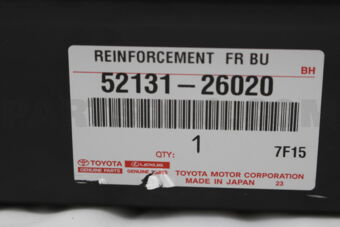 REINFORCEMENT FR BU
BH
52131-26020
QTY: 1 7F15
TOYOTA LEXUS TOYOTA MOTOR CORPORATION
GENUINE PARTS GENUINE PARTS MADE IN JAPAN 23